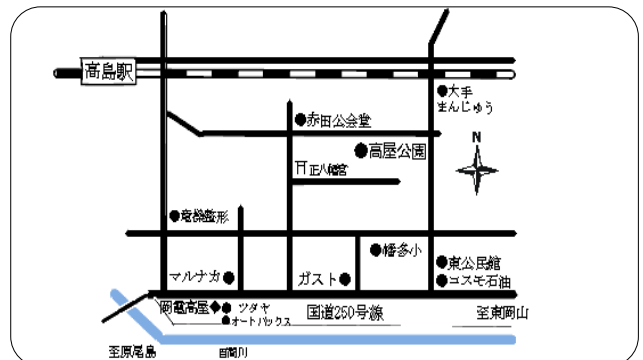 高島駅
大手
まんじゅう
赤田公会堂
高屋公園
N
正八幡宮
竜操整形
幡多小
東公民館
マルナカ
ガスト
コスモ石油
岡電高屋
ツタヤ
オートバックス
国道250号線
至東岡山
至原尾島
百間川